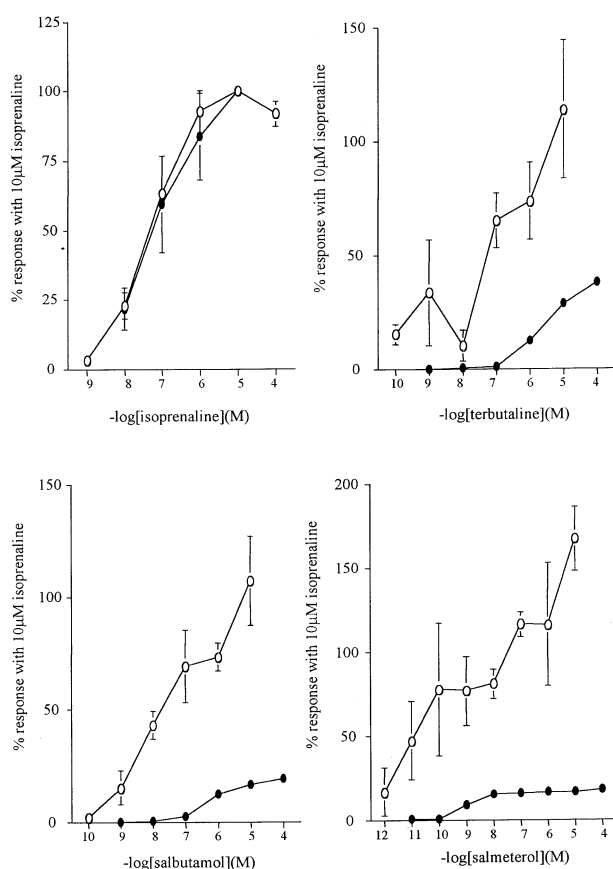 125
100
75
50
25
0
% response with 10μM isoprenaline
9 8 7 6 5 4
-log[isoprenaline](M)
150
100
50
0
% response with 10μM isoprenaline
10 9 8 7 6 5 4
-log[terbutaline](M)
150
100
50
0
% response with 10μM isoprenaline
10 9 8 7 6 5 4
-log[salbutamol](M)
200
150
100
50
0
% response with 10μM isoprenaline
12 11 10 9 8 7 6 5 4
-log[salmeterol](M)